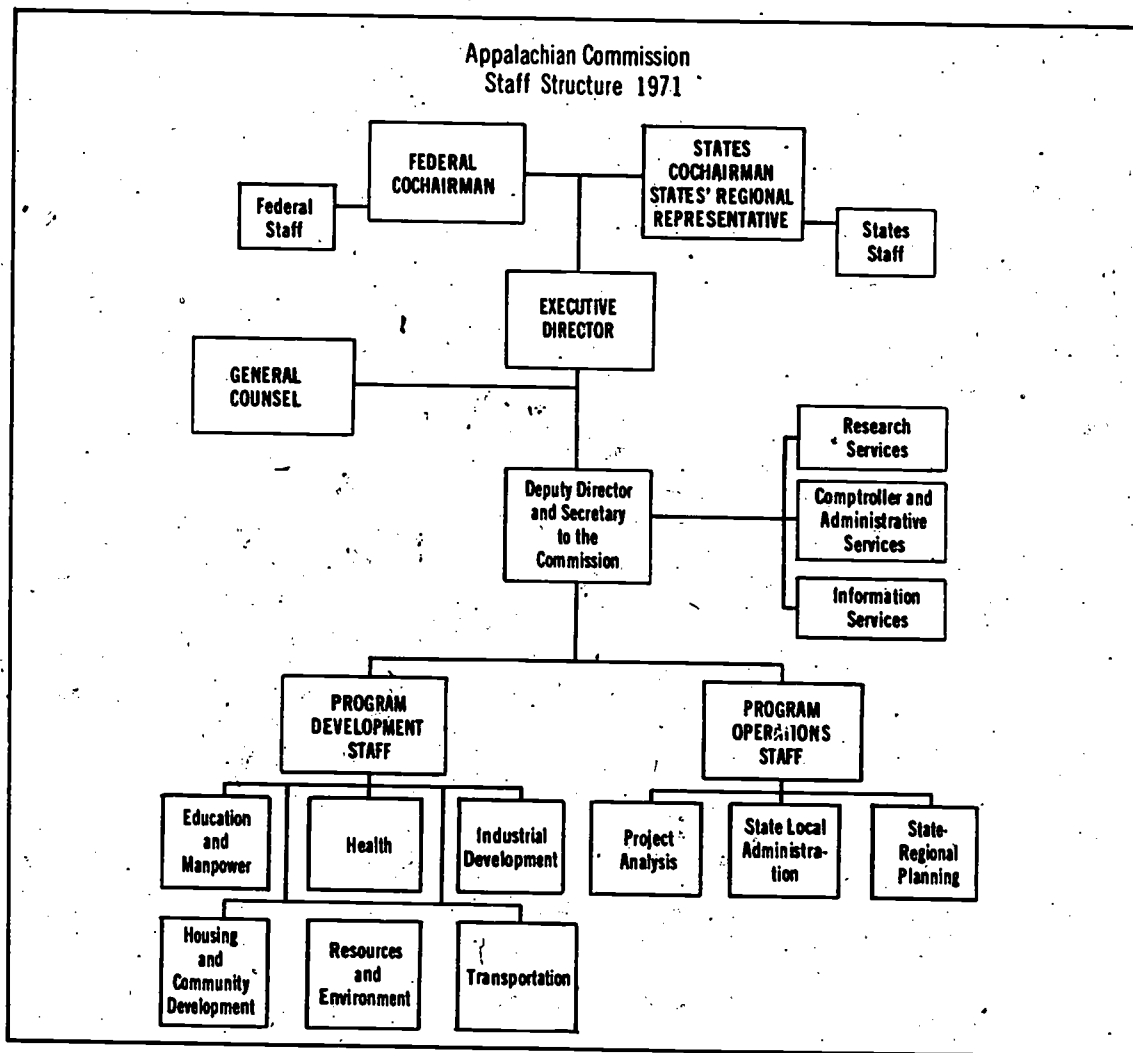 Appalachian Commission
Staff Structure 1971
FEDERAL
COCHAIRMAN
STATES
COCHAIRMAN
STATES' REGIONAL
REPRESENTATIVE
Federal
Staff
States
Staff
EXECUTIVE
DIRECTOR
GENERAL
COUNSEL
Research
Services
Deputy Director
and Secretary
to the
Commission
Comptroller and
Administrative
Services
Information
Services
PROGRAM
DEVELOPMENT
STAFF
PROGRAM
OPERATIONS
STAFF
Education
and
Manpower
Health
Industrial
Development
Project
Analysis
State Local
Administra-
tion
State-
Regional
Planning
Housing
and
Community
Development
Resources
and
Environment
Transportation